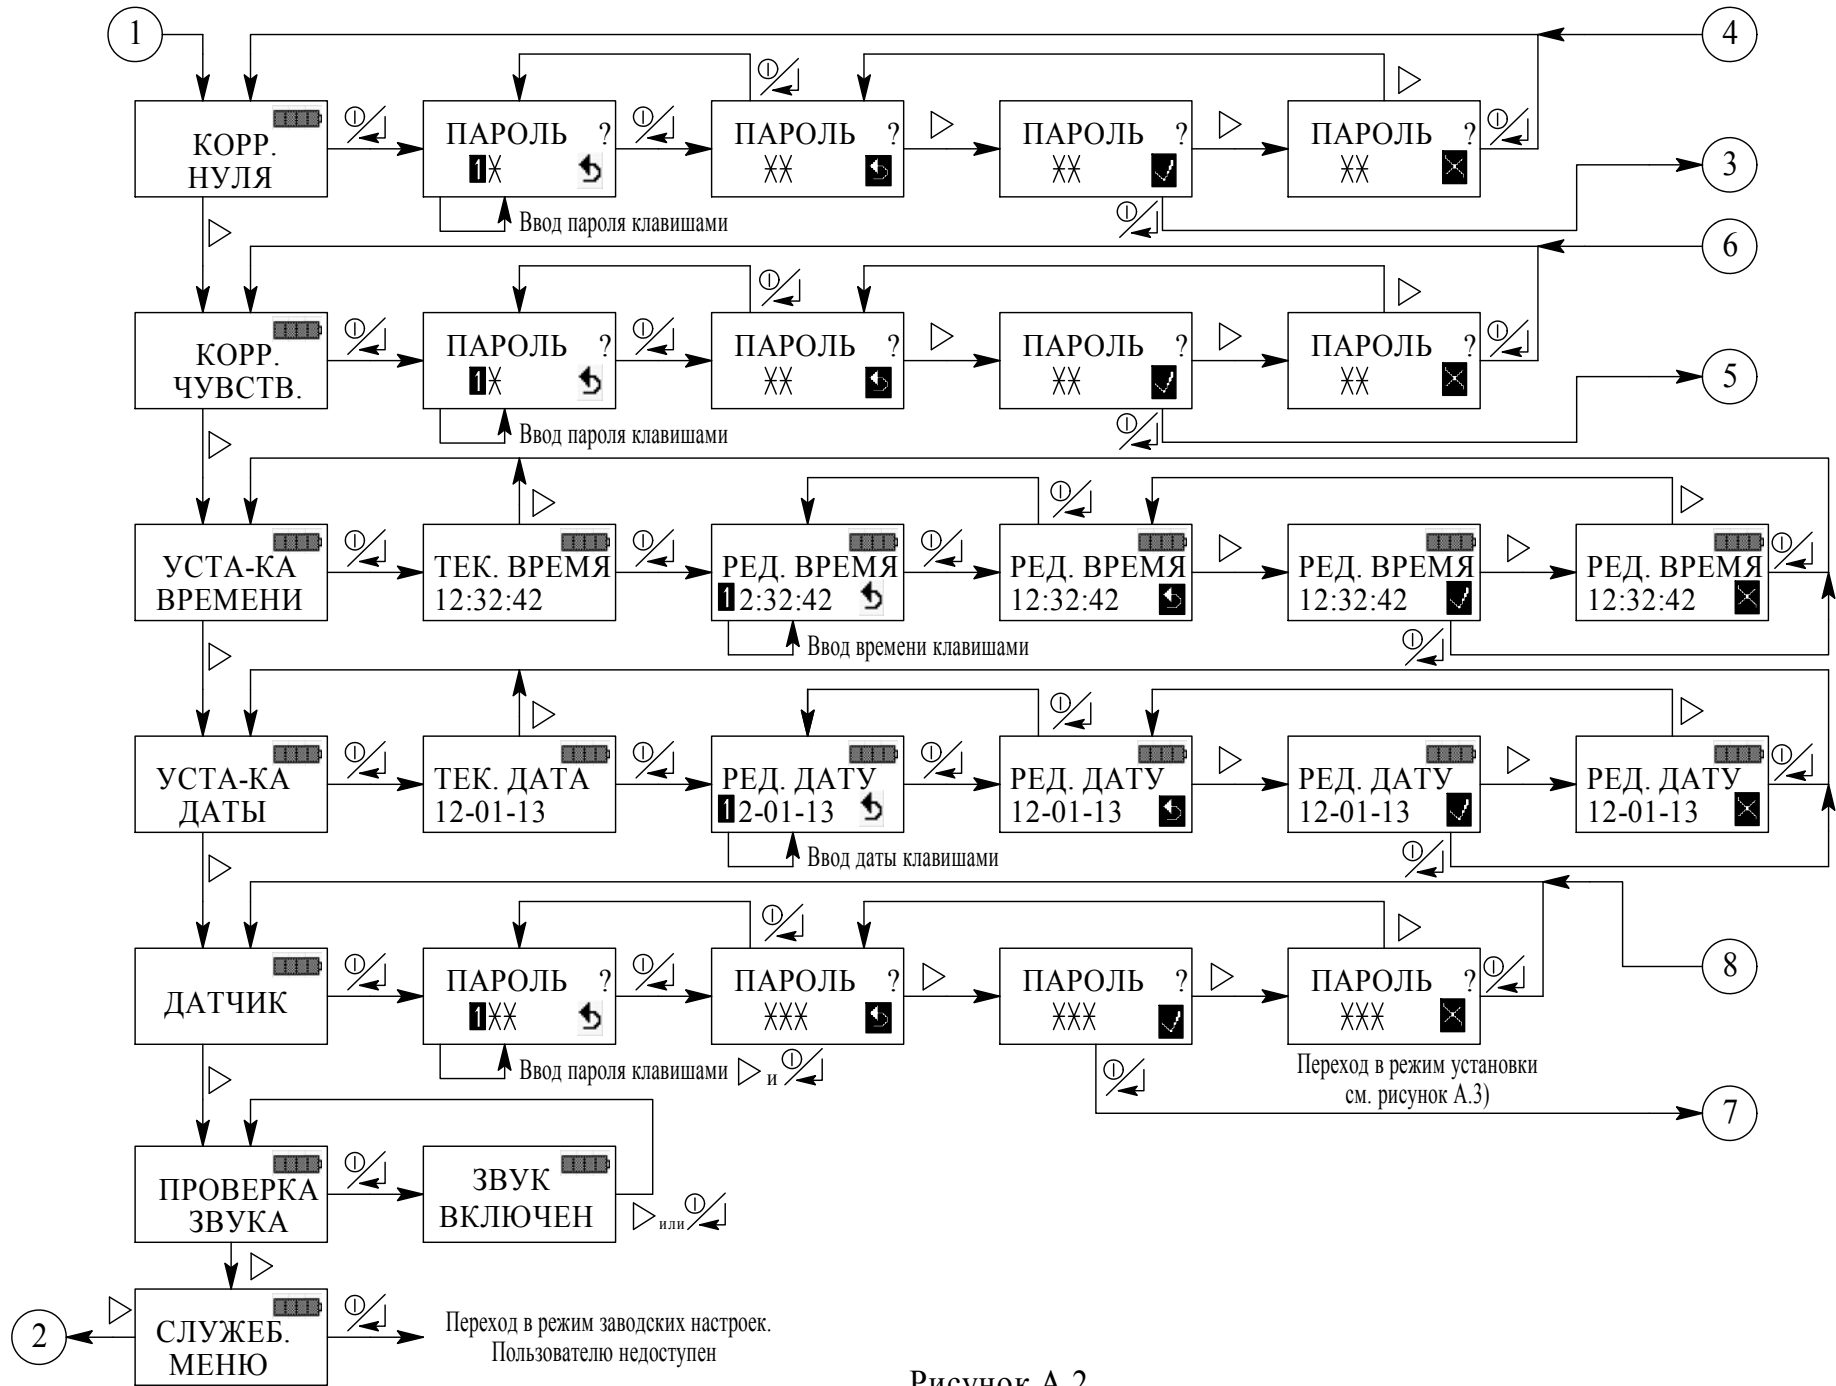 1
4
КОРР.
НУЛЯ
ПАРОЛЬ ?
1*
ПАРОЛЬ ?
**
ПАРОЛЬ ?
**
ПАРОЛЬ ?
**
3
Ввод пароля клавишами
6
КОРР.
ЧУВСТВ.
ПАРОЛЬ ?
1*
ПАРОЛЬ ?
**
ПАРОЛЬ ?
**
ПАРОЛЬ ?
**
5
Ввод пароля клавишами
УСТА-КА
ВРЕМЕНИ
ТЕК. ВРЕМЯ
12:32:42
РЕД. ВРЕМЯ
12:32:42
РЕД. ВРЕМЯ
12:32:42
РЕД. ВРЕМЯ
12:32:42
РЕД. ВРЕМЯ
12:32:42
Ввод времени клавишами
УСТА-КА
ДАТЫ
ТЕК. ДАТА
12-01-13
РЕД. ДАТУ
12-01-13
РЕД. ДАТУ
12-01-13
РЕД. ДАТУ
12-01-13
РЕД. ДАТУ
12-01-13
Ввод даты клавишами
ДАТЧИК
ПАРОЛЬ ?
1**
ПАРОЛЬ ?
***
ПАРОЛЬ ?
***
ПАРОЛЬ ?
***
8
Ввод пароля клавишами и
Переход в режим установки
см. рисунок А.3)
7
ПРОВЕРКА
ЗВУКА
ЗВУК
ВКЛЮЧЕН
или
2
СЛУЖЕБ.
МЕНЮ
Переход в режим заводских настроек.
Пользователю недоступен
Рисунок А.2